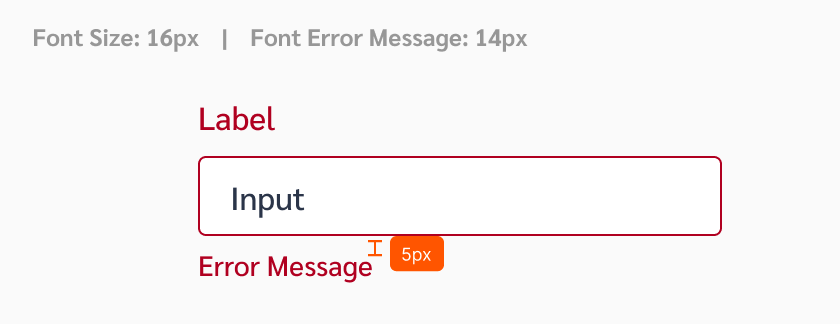 Font Size: 16px | Font Error Message: 14px
Label
Input
5px
Error Message